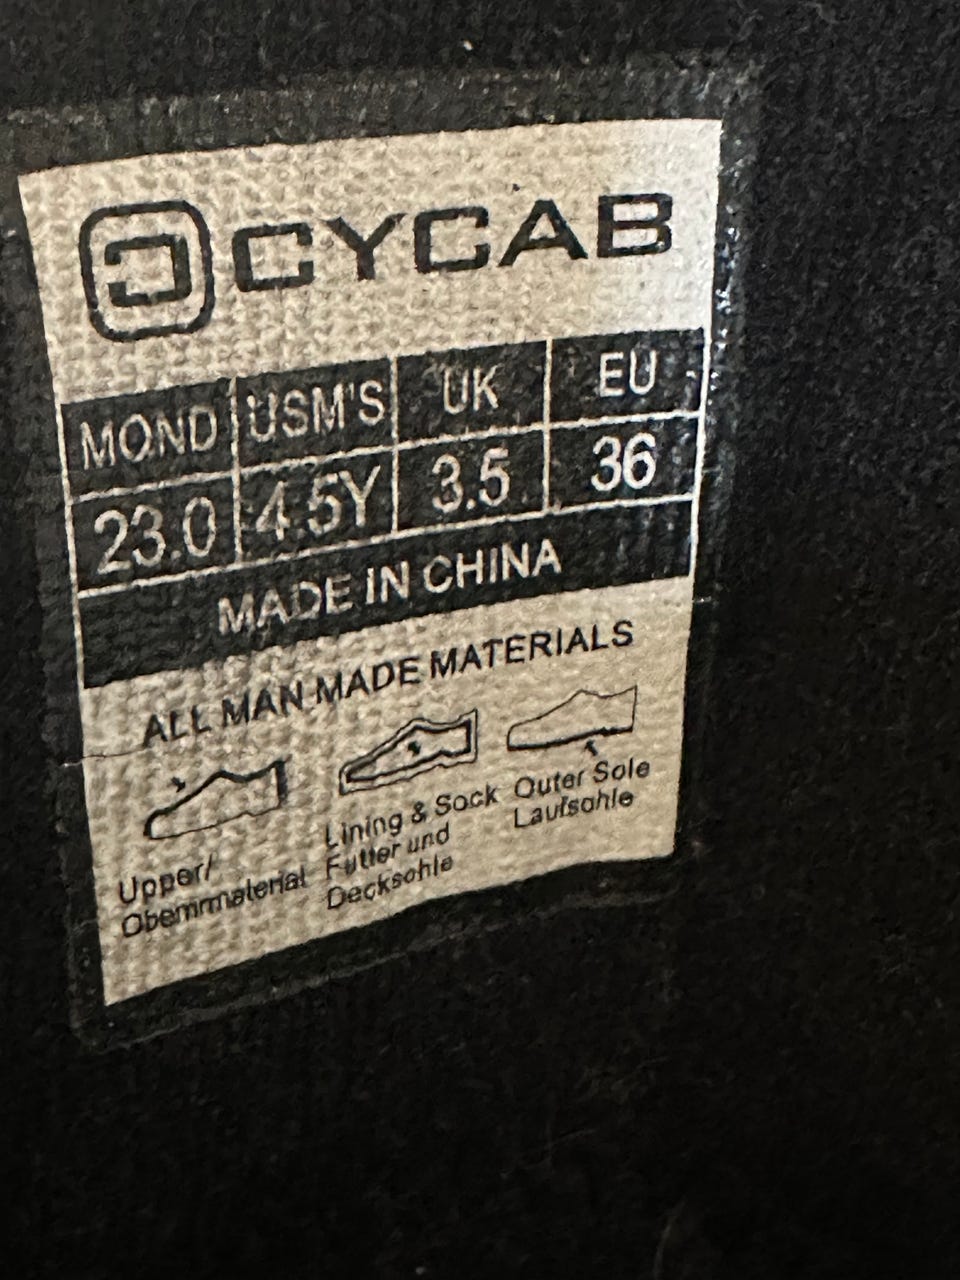 CYCAB
MOND USM'S UK EU
23.0 4.5Y 3.5 36
MADE IN CHINA
ALL MAN MADE MATERIALS
Upper/
Obemrmaterial
Lining & Sock
Futter und
Decksohle
Outer Sole
Laufsohle